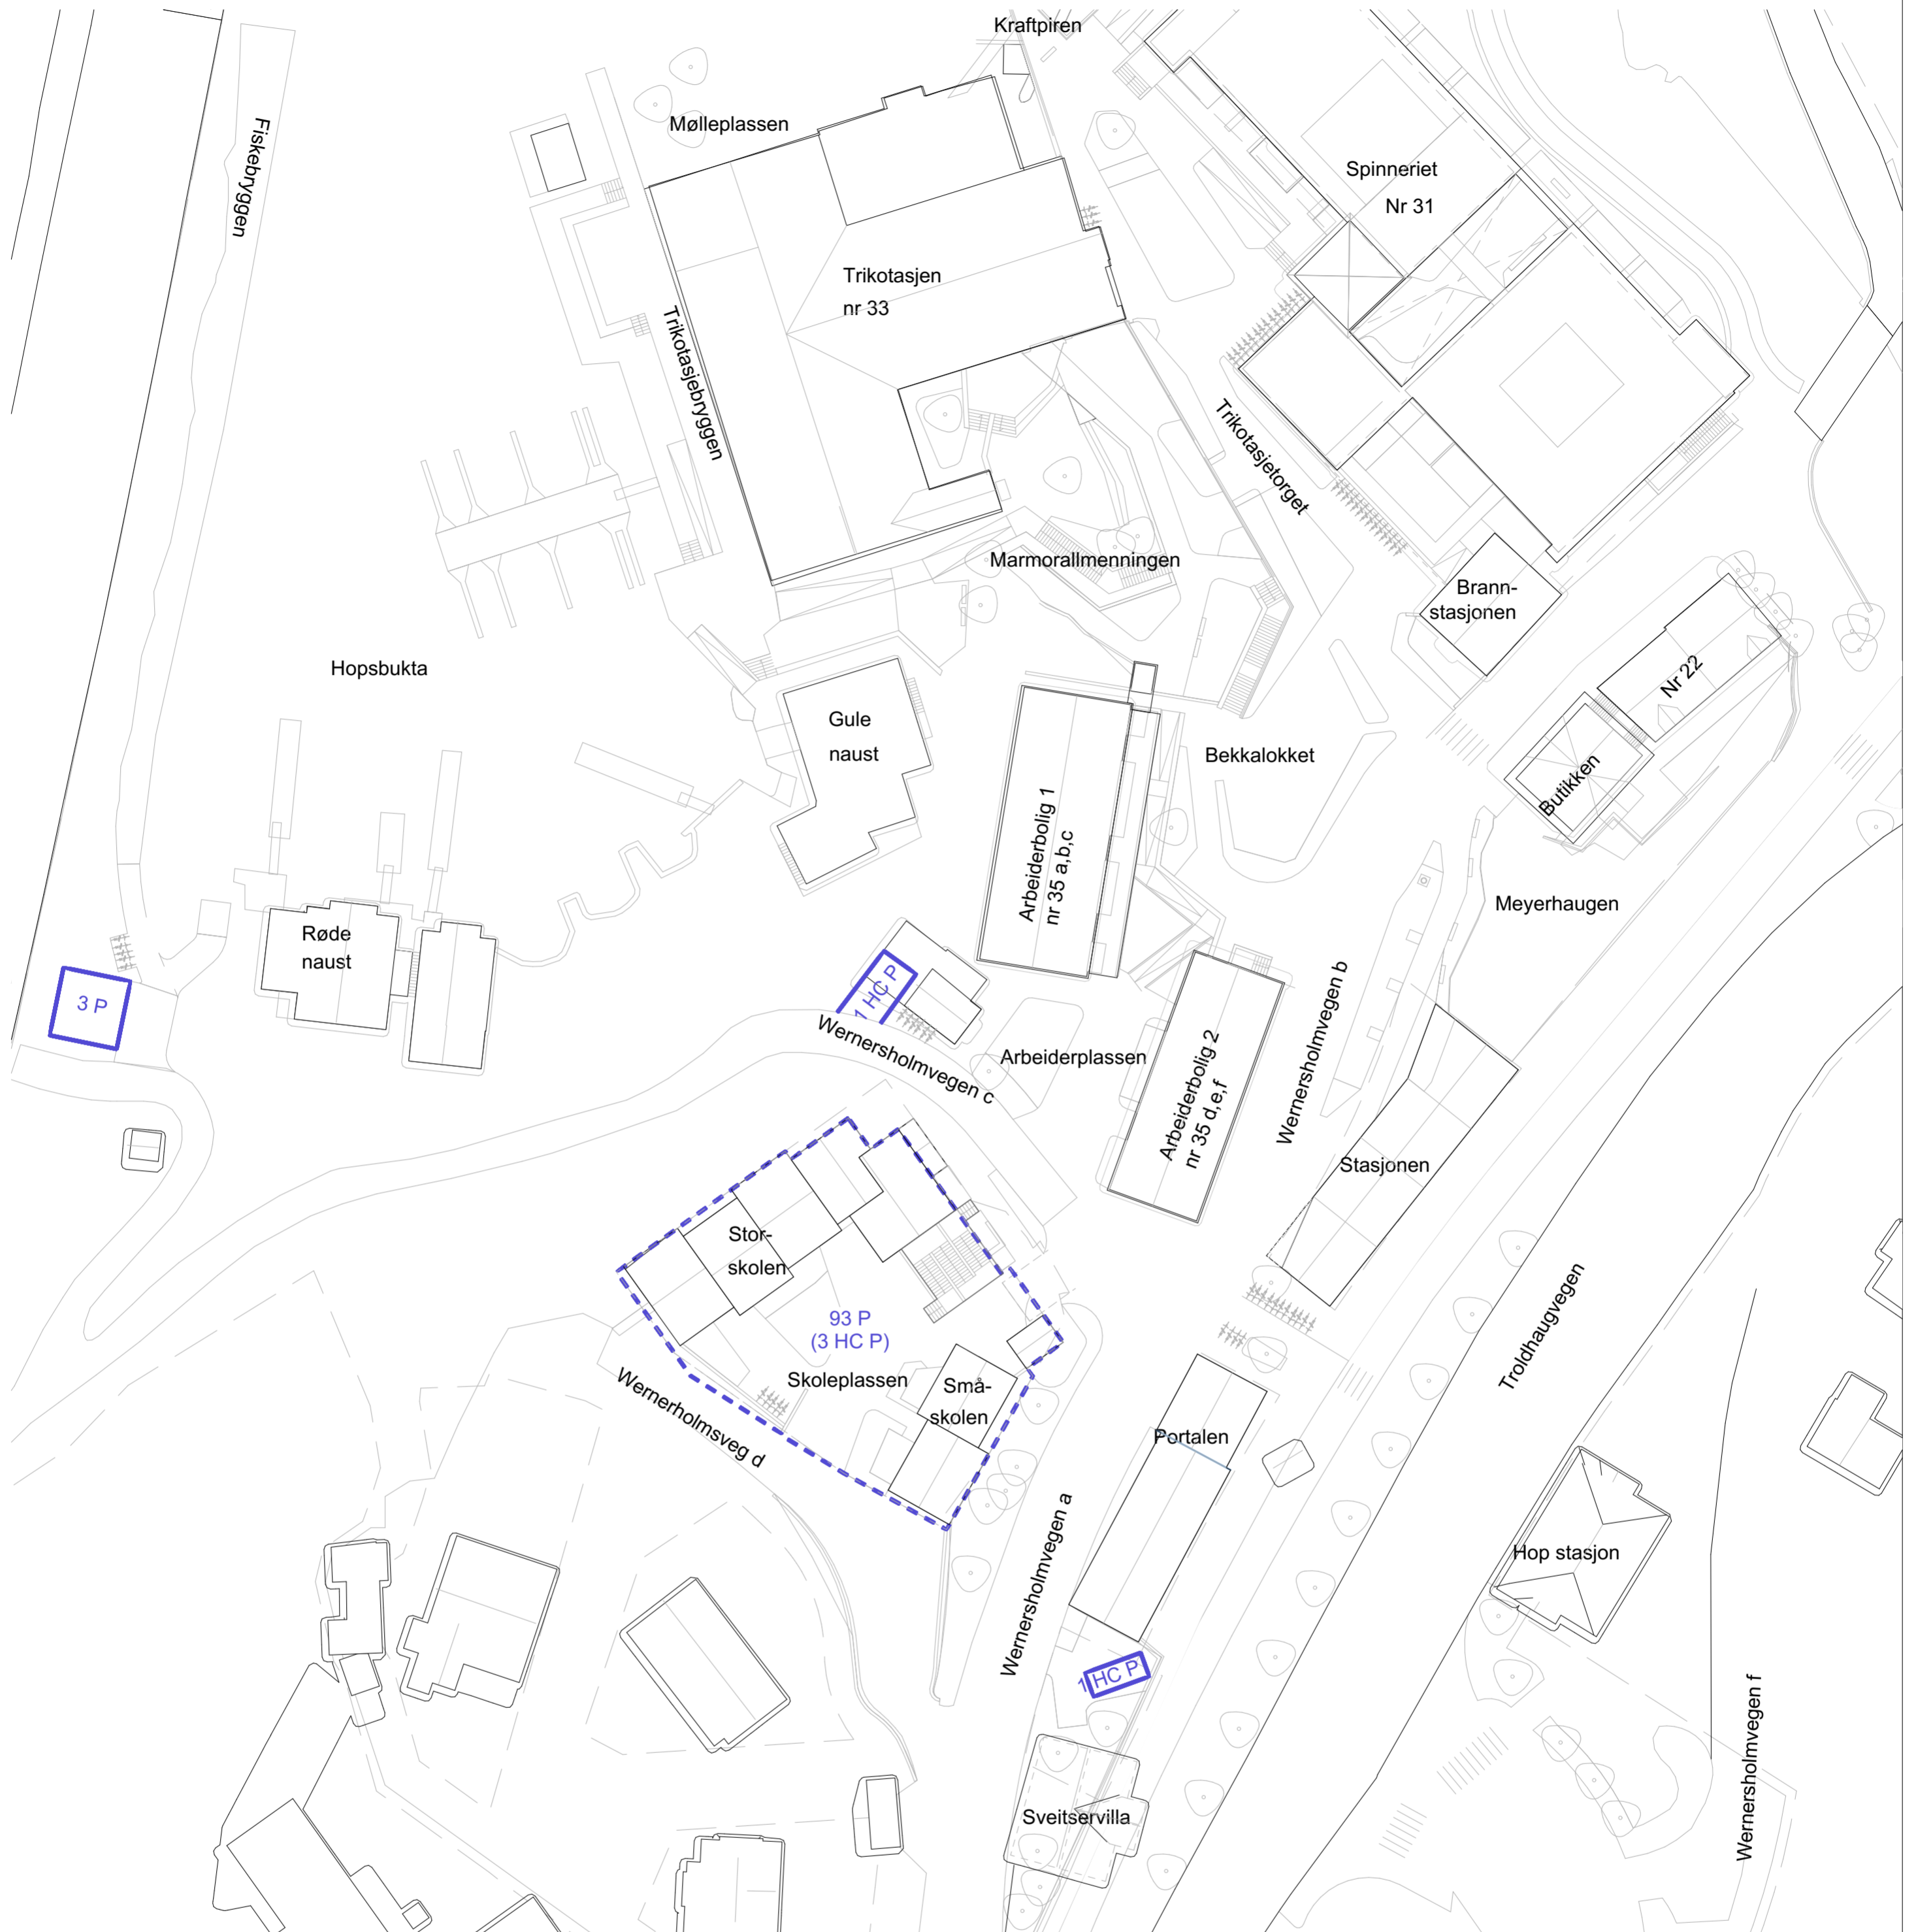 Kraftpiren
Fiskebryggen
Mølleplassen
Spinneriet
Nr 31
Trikotasjen
nr 33
Trikotasjebryggen
Trikotasjetorget
Marmorallmenningen
Brann-
stasjonen
Hopsbukta
Nr 22
Gule
naust
Bekkalokket
Butikken
Arbeiderbolig 1
nr 35 a,b,c
Meyerhaugen
Røde
naust
3 P
1 HC P
Wernersholmvegen c
Arbeiderplassen
Wernersholmvegen b
Arbeiderbolig 2
nr 35 d,e,f
Stasjonen
Stor-
skolen
93 P
(3 HC P)
Skoleplassen
Små-
skolen
Wernerholmsveg d
Troldhaugvegen
Portalen
Wernersholmvegen a
Hop stasjon
1 HC P
Wernersholmvegen f
Sveitservilla